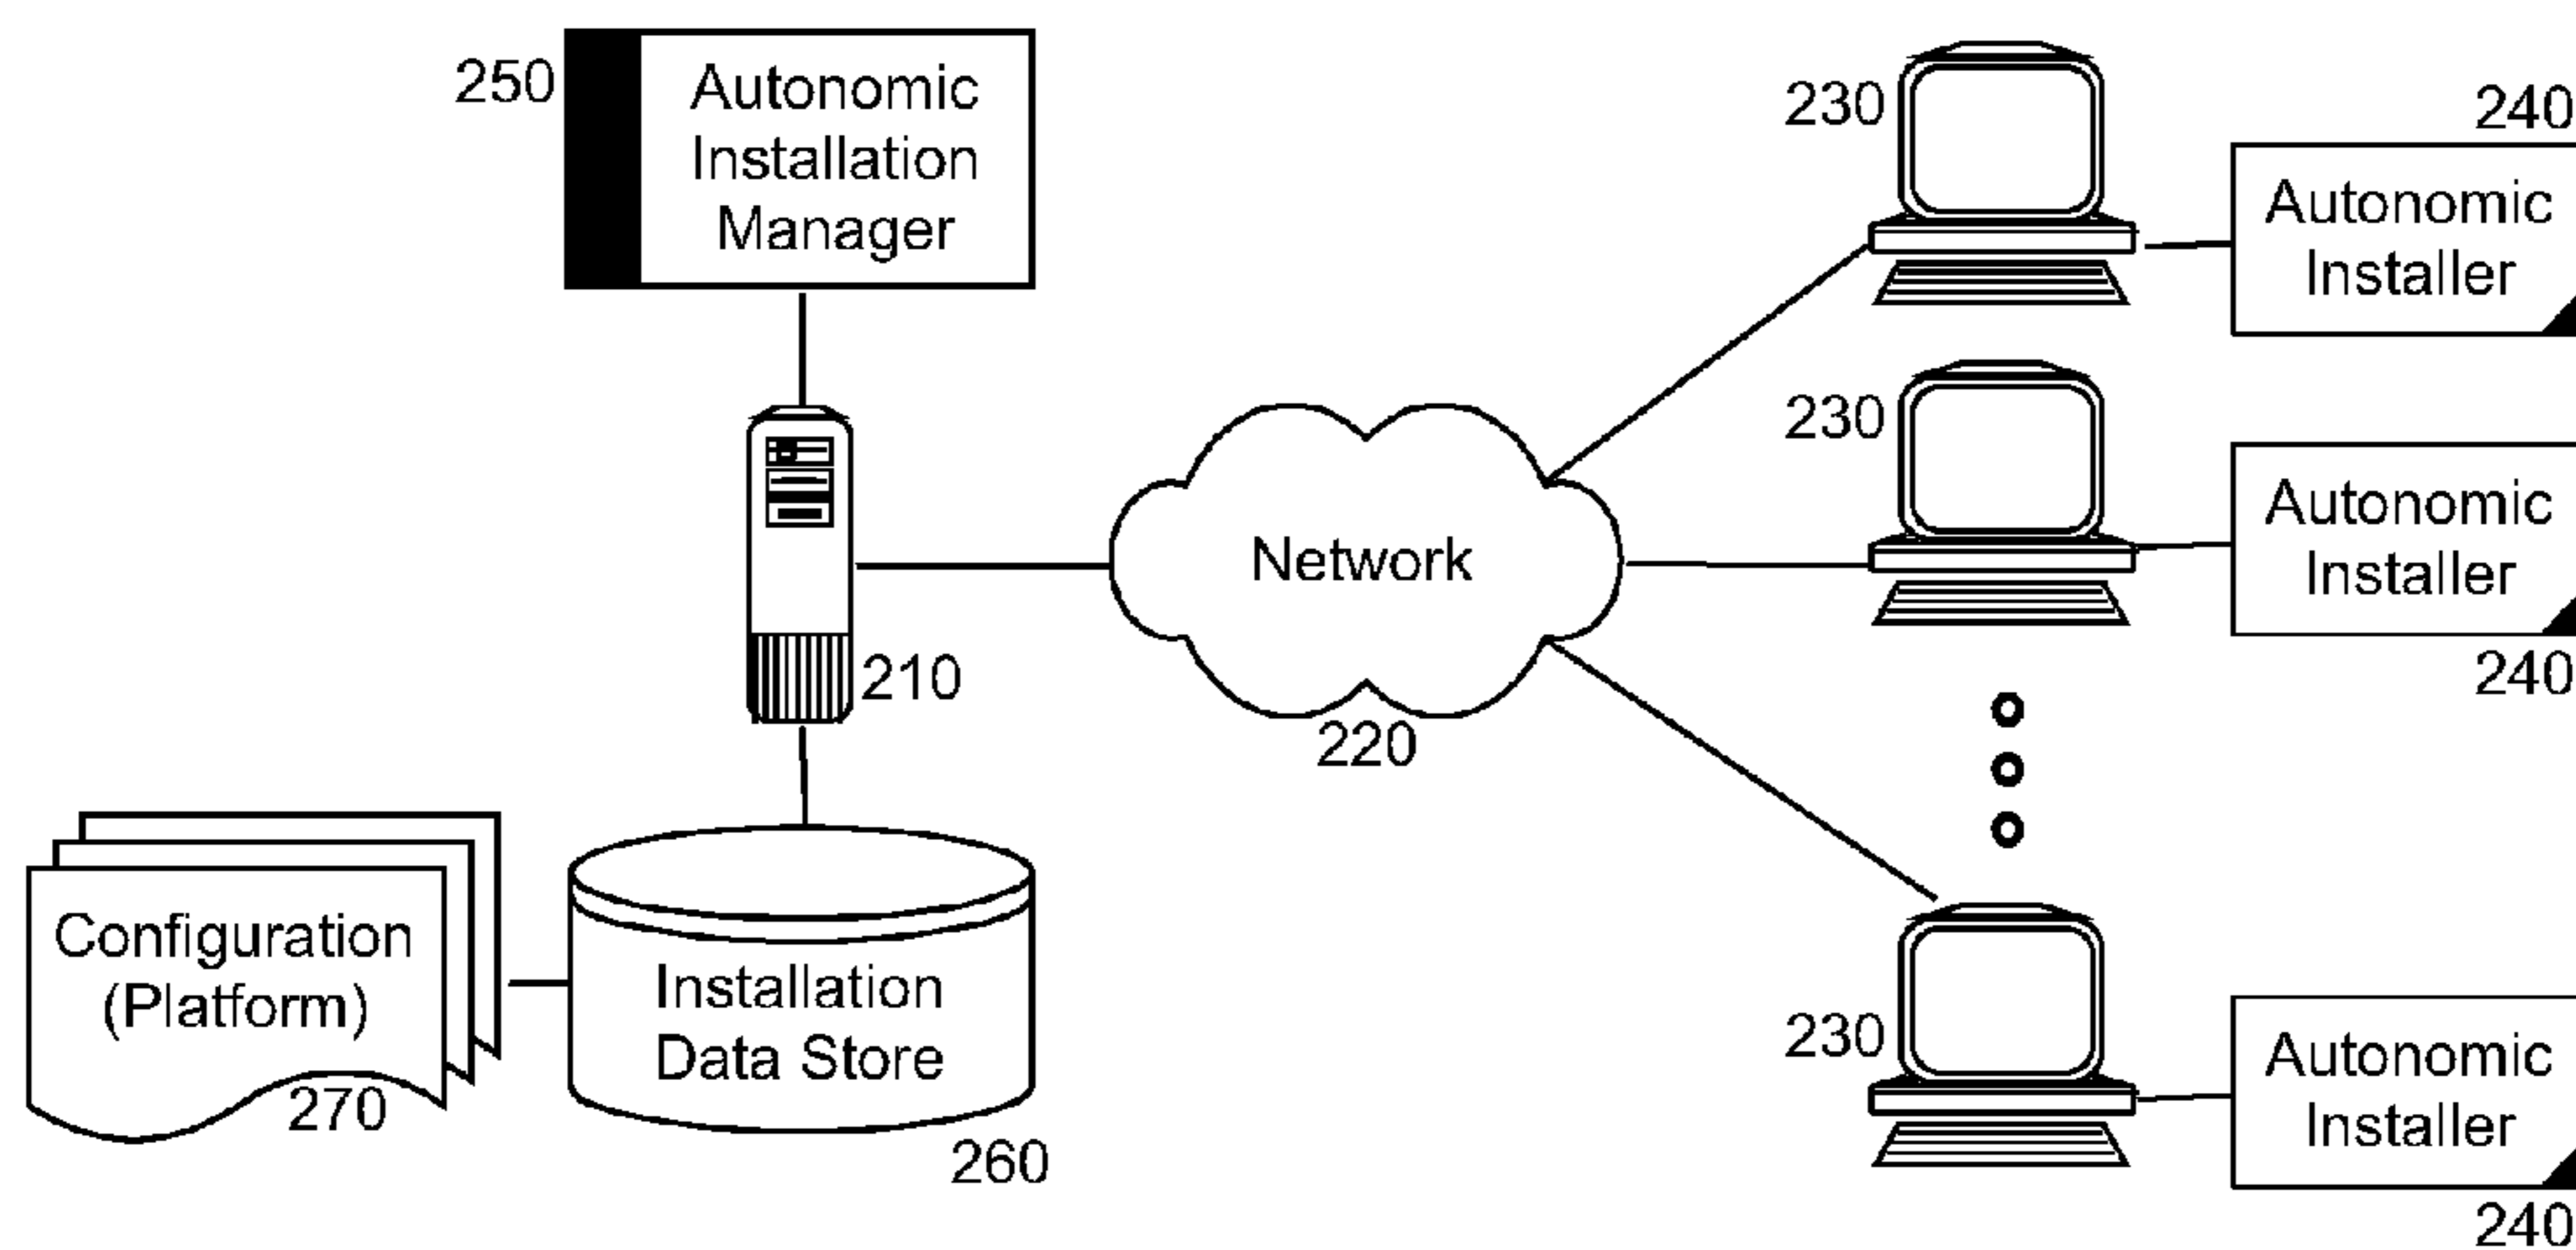 250
Autonomic
Installation
Manager
230
240
Autonomic
Installer
230
Autonomic
Installer
240
Network
220
210
Configuration
(Platform)
270
Installation
Data Store
260
230
Autonomic
Installer
240